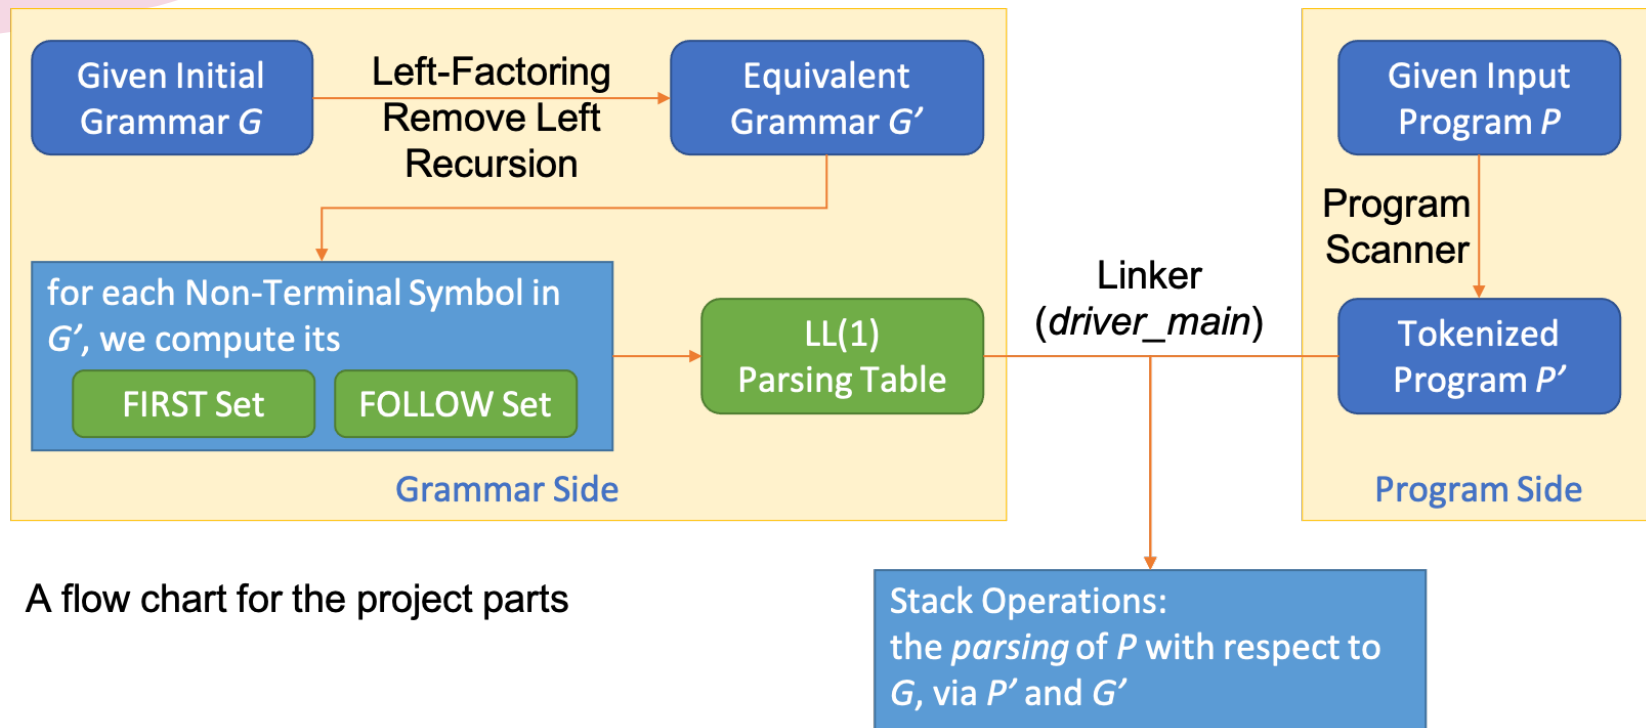 Given Initial
Grammar G
Left-Factoring
Remove Left
Recursion
Equivalent
Grammar G’
for each Non-Terminal Symbol in
G’, we compute its
FIRST Set
FOLLOW Set
LL(1)
Parsing Table
Grammar Side
Linker
(driver_main)
Given Input
Program P
Program
Scanner
Tokenized
Program P’
Program Side
A flow chart for the project parts
Stack Operations:
the parsing of P with respect to
G, via P’ and G’